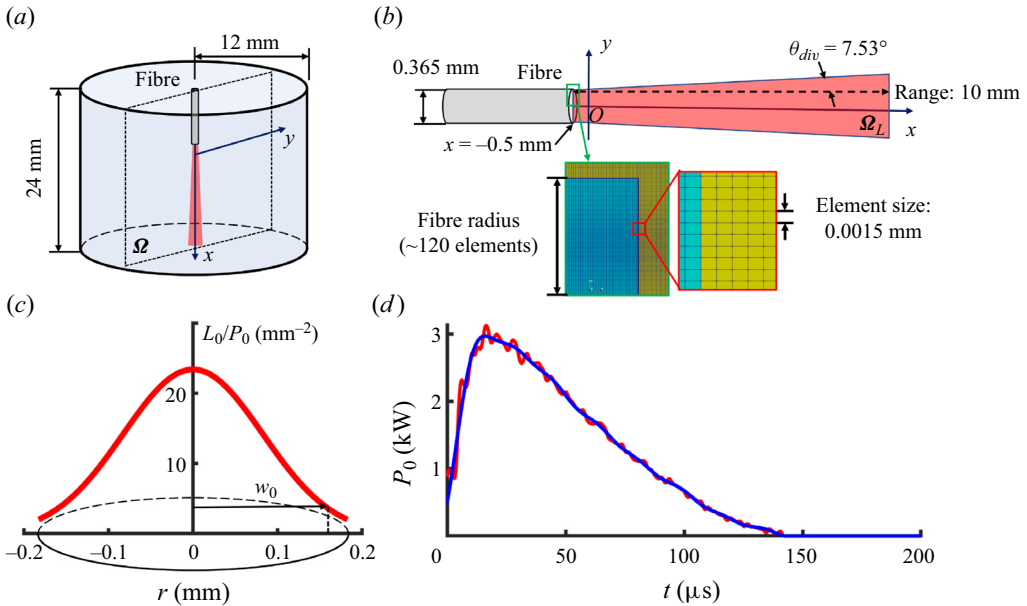 (a)
12 mm
Fibre
24 mm
y
x
Ω
(b)
y
θdiv = 7.53°
0.365 mm
Fibre
Range: 10 mm
O
ΩL
x
x = –0.5 mm
Fibre radius
(~120 elements)
Element size:
0.0015 mm
(c)
L0/P0 (mm–2)
20
10
w0
–0.2
–0.1
0
0.1
0.2
r (mm)
(d)
3
2
1
P0 (kW)
0
50
100
150
200
t (μs)